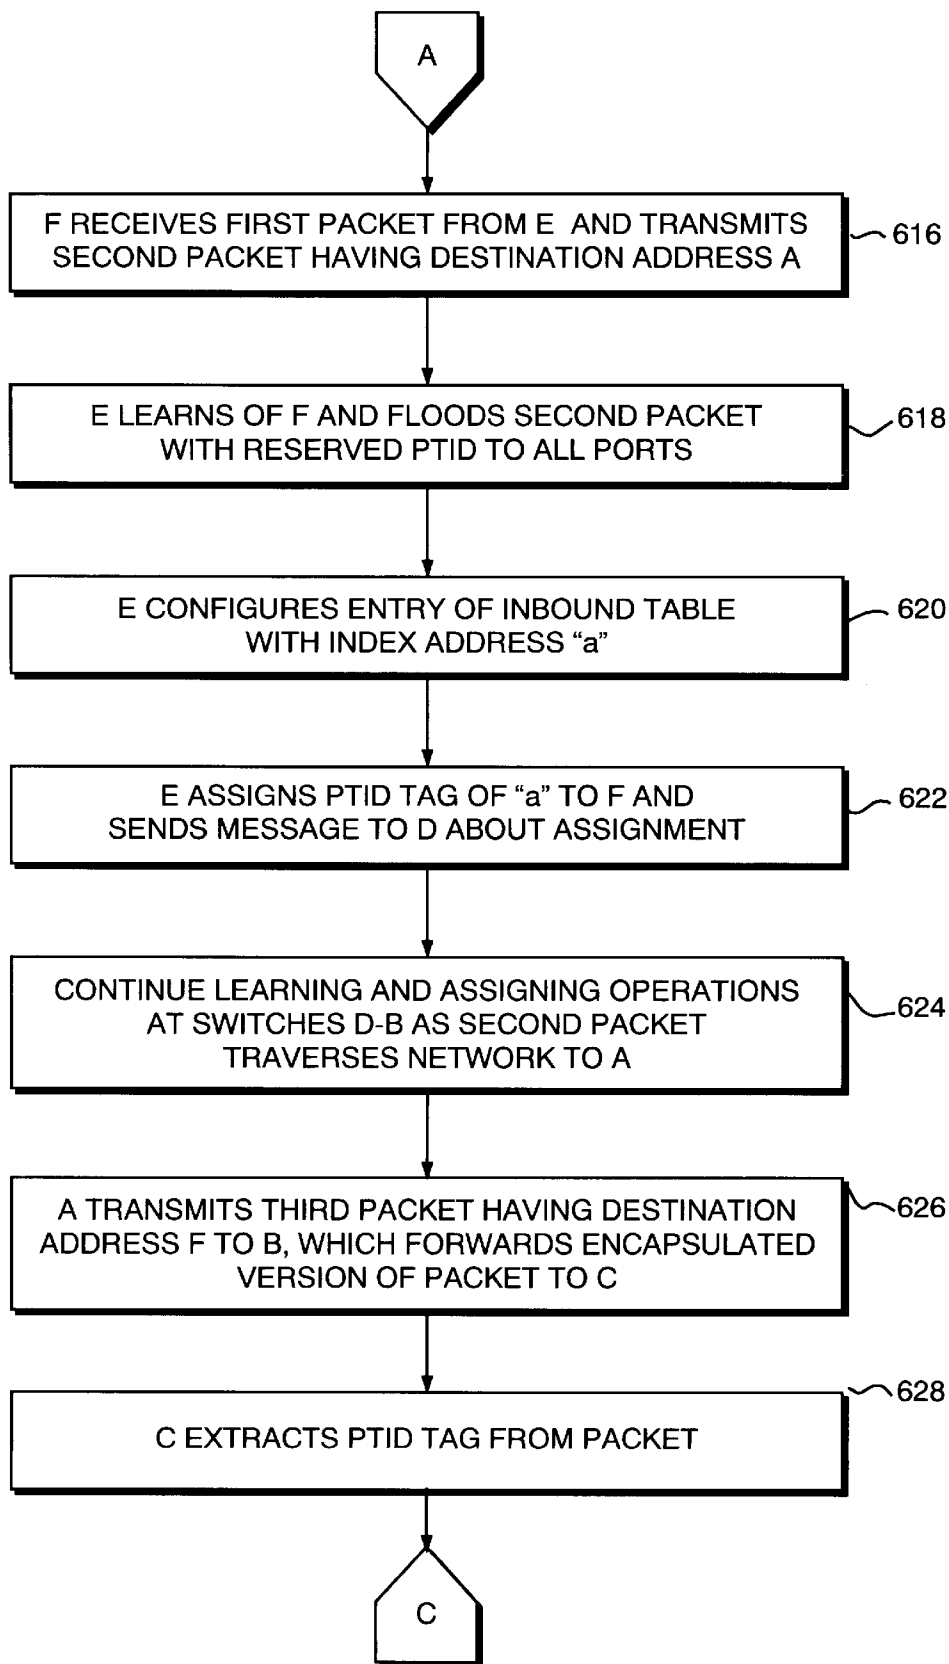 A
F RECEIVES FIRST PACKET FROM E AND TRANSMITS
SECOND PACKET HAVING DESTINATION ADDRESS A
616
E LEARNS OF F AND FLOODS SECOND PACKET
WITH RESERVED PTID TO ALL PORTS
618
E CONFIGURES ENTRY OF INBOUND TABLE
WITH INDEX ADDRESS “a”
620
E ASSIGNS PTID TAG OF “a” TO F AND
SENDS MESSAGE TO D ABOUT ASSIGNMENT
622
CONTINUE LEARNING AND ASSIGNING OPERATIONS
AT SWITCHES D-B AS SECOND PACKET
TRAVERSES NETWORK TO A
624
A TRANSMITS THIRD PACKET HAVING DESTINATION
ADDRESS F TO B, WHICH FORWARDS ENCAPSULATED
VERSION OF PACKET TO C
626
C EXTRACTS PTID TAG FROM PACKET
628
C